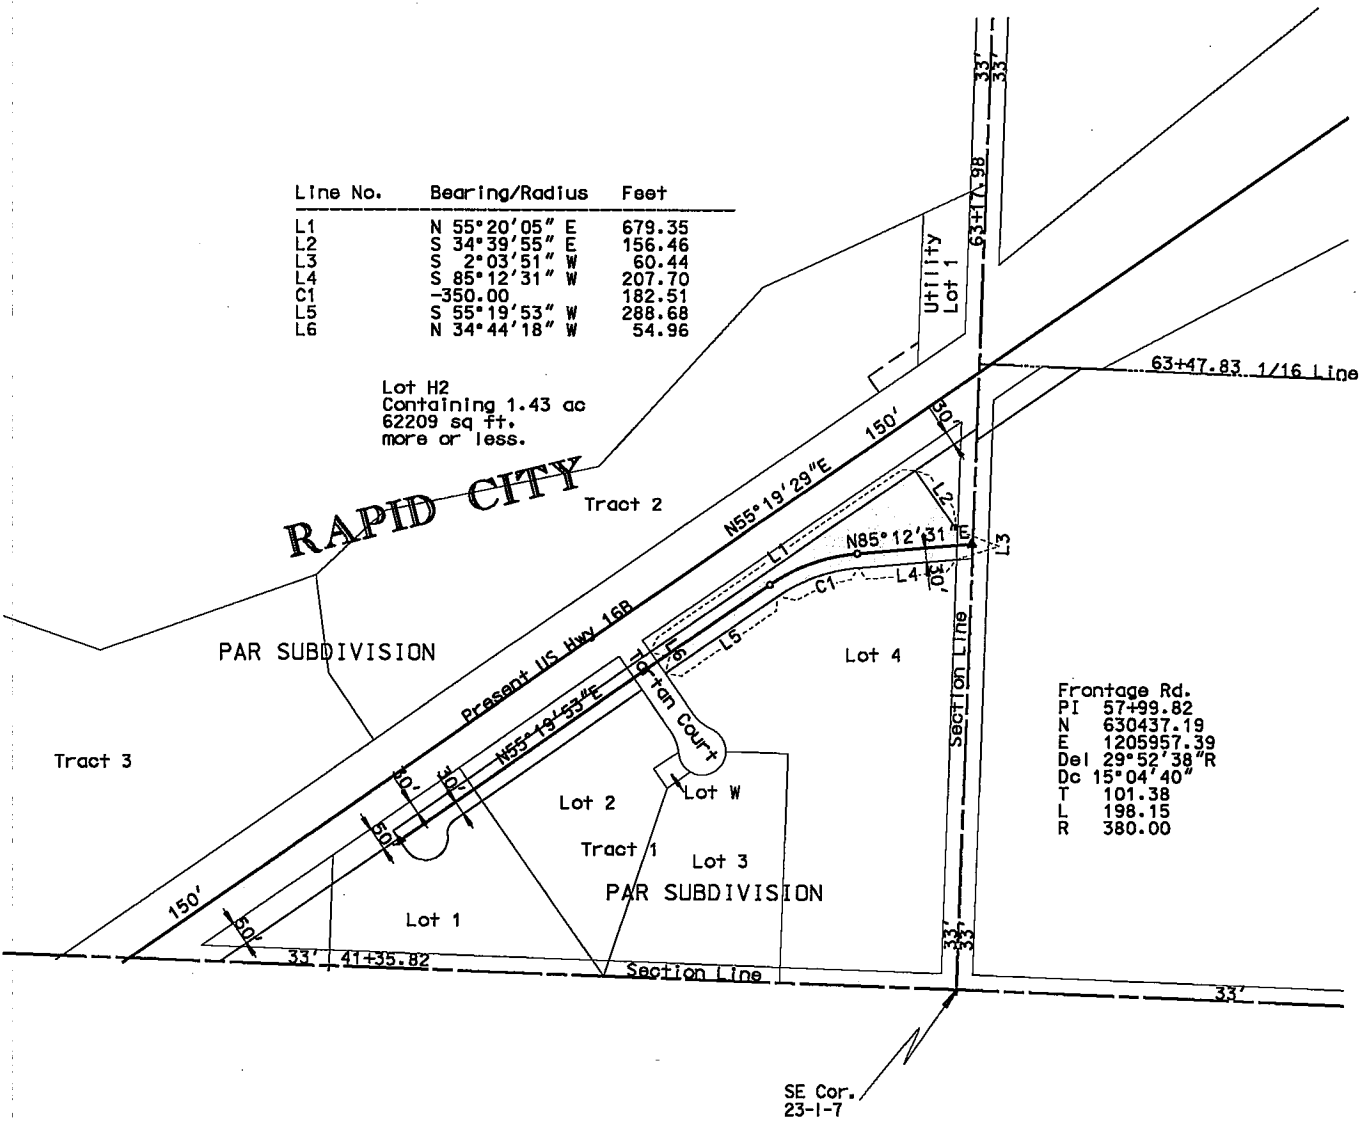 33' 33'
63+17.98
Line No. Bearing/Radius Feet
L1 N 55°20'05" E 679.35
L2 S 34°39'55" E 156.46
L3 S 2°03'51" W 60.44
L4 S 85°12'31" W 207.70
C1 -350.00 182.51
L5 S 55°19'53" W 288.68
L6 N 34°44'18" W 54.96
Utility
Lot 1
63+47.83 1/16 Line
Lot H2
Containing 1.43 ac
62209 sq ft.
more or less.
150'
30'
RAPID CITY
Tract 2
N55°19'29"E
L2
N85°12'31"E
L3
L1
C1
L4
30'
L5
L6
Present US Hwy 16B
PAR SUBDIVISION
Lot 4
Section Line
Tartan Court
N55°19'53"E
Frontage Rd.
PI 57+99.82
N 630437.19
E 1205957.39
Del 29°52'38"R
Dc 15°04'40"
T 101.38
L 198.15
R 380.00
Tract 3
30'
30'
50'
Lot 2
Lot W
Tract 1
Lot 3
PAR SUBDIVISION
Lot 1
150'
50'
33' 41+35.82
Section Line
33' 33' 33'
33'
SE Cor.
23-1-7